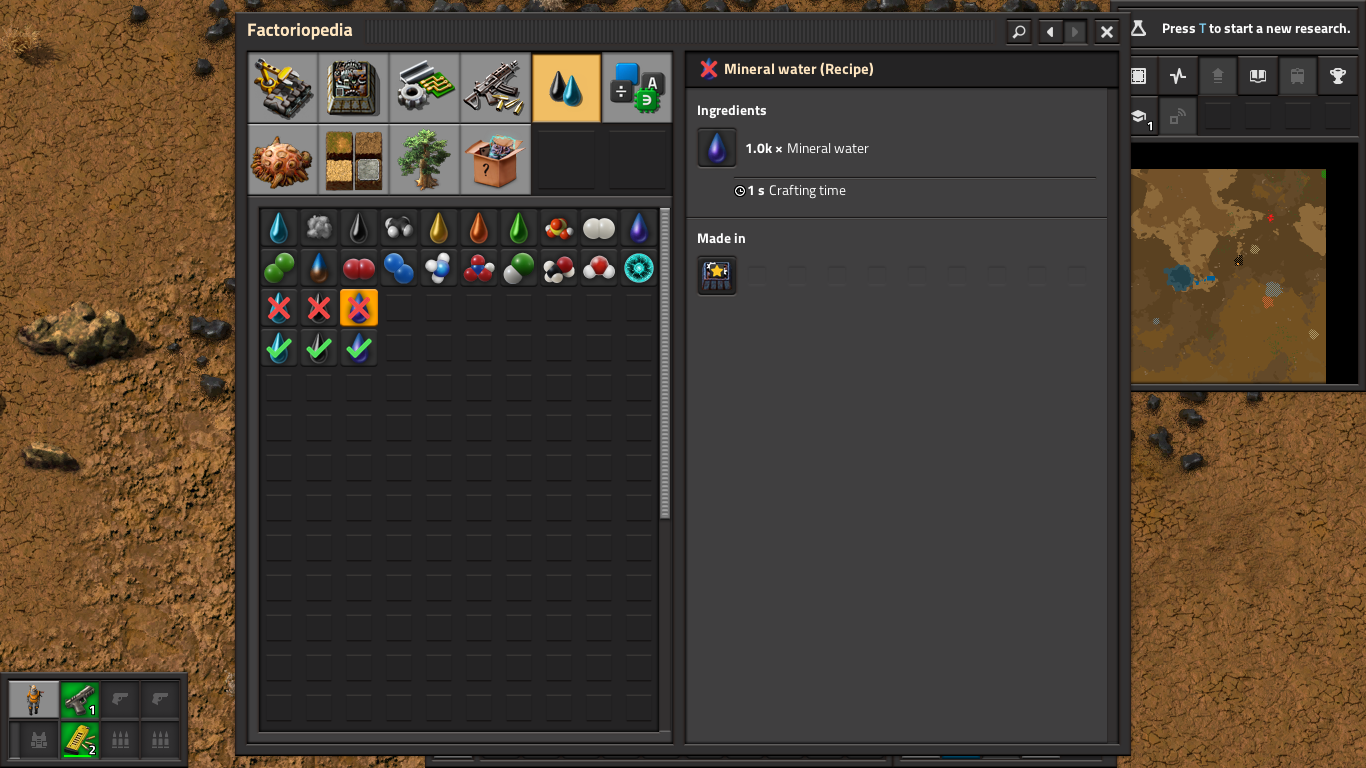 Factoriopedia
Mineral water (Recipe)
Ingredients
1.0k × Mineral water
1 s Crafting time
Made in
Press T to start a new research.
1
A
?
1
2